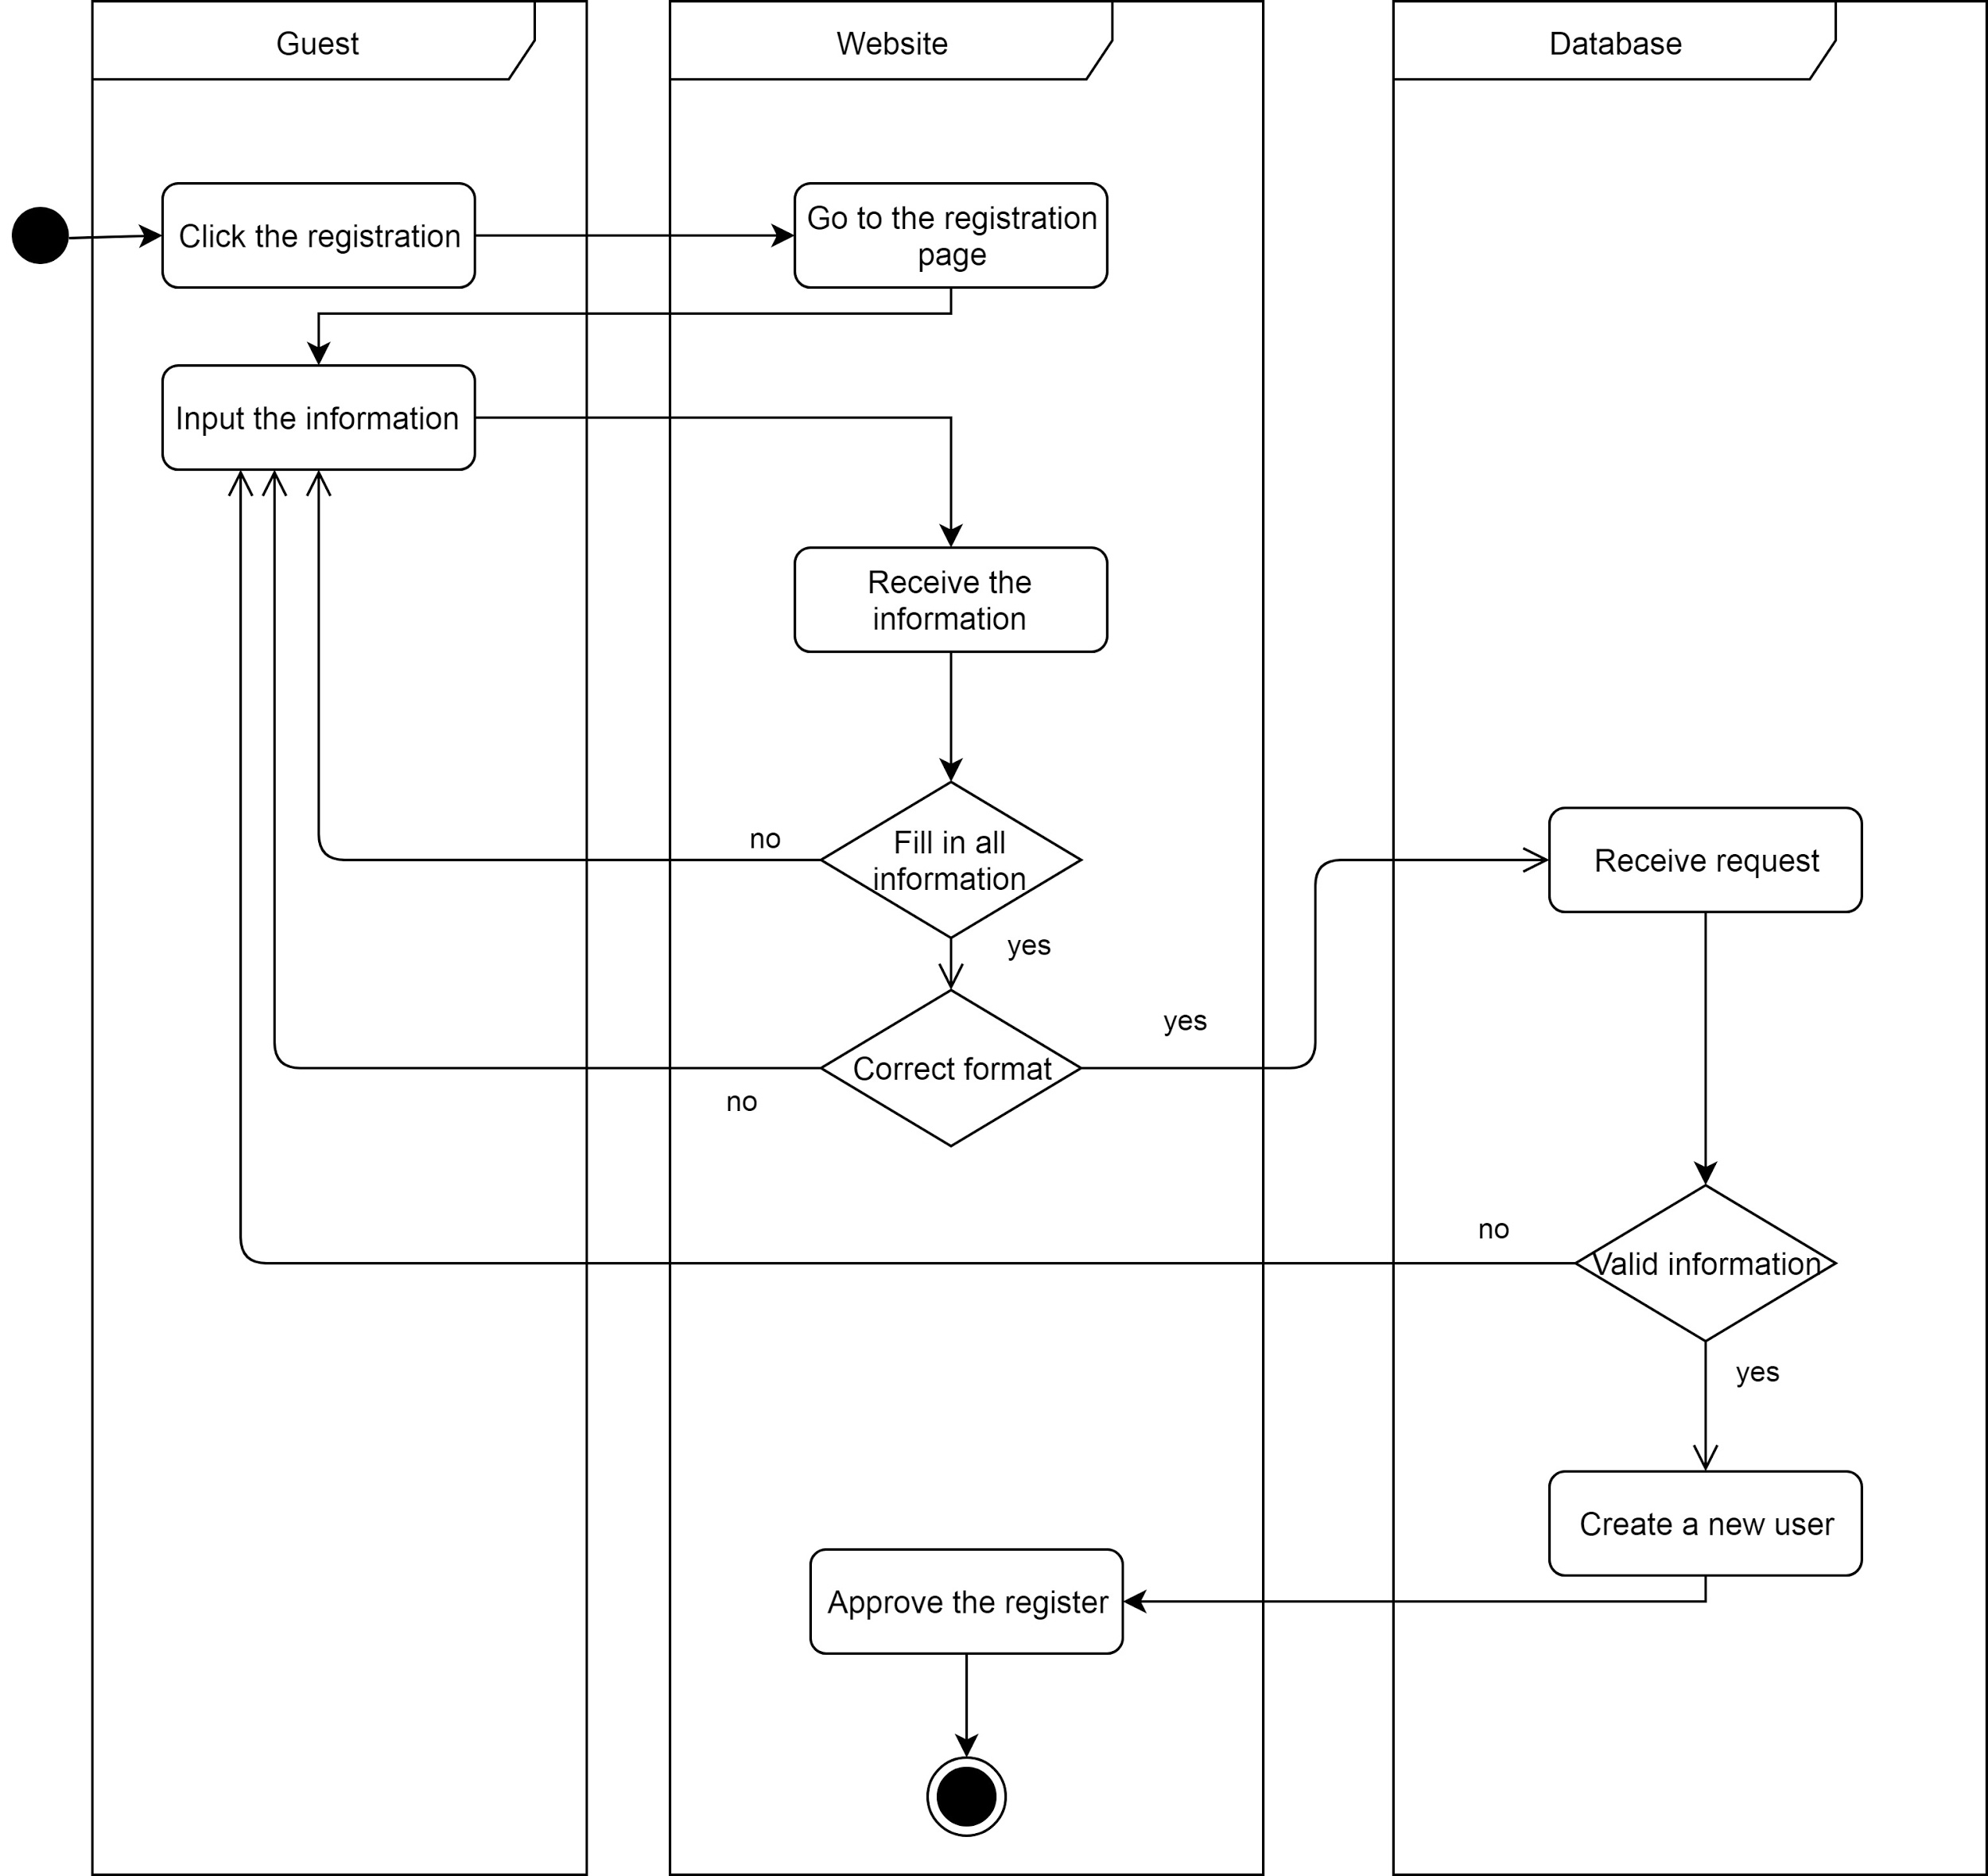 Guest
Website
Database
Click the registration
Go to the registration
page
Input the information
Receive the
information
no
Fill in all
information
Receive request
yes
yes
Correct format
no
no
Valid information
yes
Create a new user
Approve the register